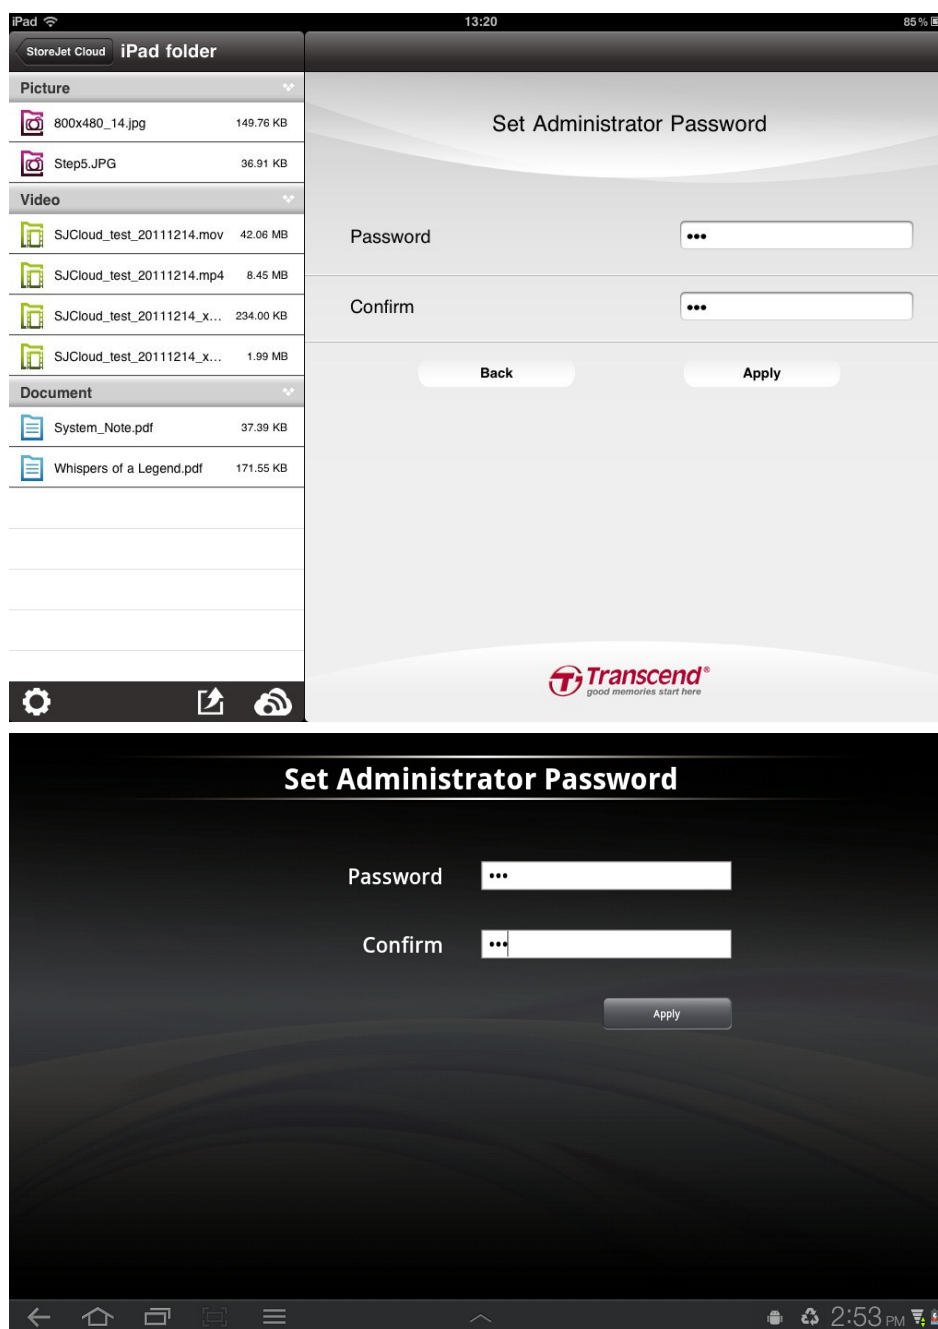 iPad 13:20 85%
StoreJet Cloud iPad folder
Picture
800x480_14.jpg 149.76 KB
Step5.JPG 36.91 KB
Video
SJCloud_test_20111214.mov 42.06 MB
SJCloud_test_20111214.mp4 8.45 MB
SJCloud_test_20111214_x... 234.00 KB
SJCloud_test_20111214_x... 1.99 MB
Document
System_Note.pdf 37.39 KB
Whispers of a Legend.pdf 171.55 KB
Set Administrator Password
Password •••
Confirm •••
Back Apply
Transcend®
good memories start here
Set Administrator Password
Password •••
Confirm •••
Apply
2:53 PM